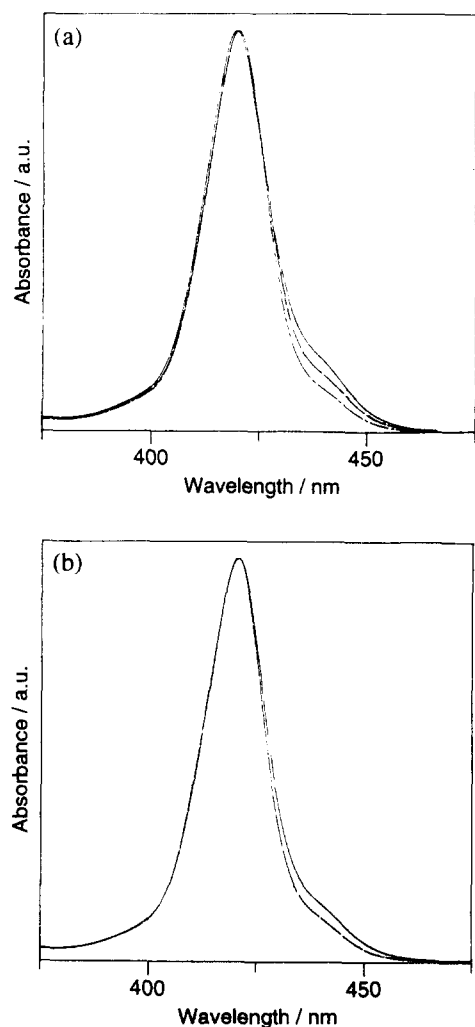 (a)
Absorbance / a.u.
400
450
Wavelength / nm
(b)
Absorbance / a.u.
400
450
Wavelength / nm